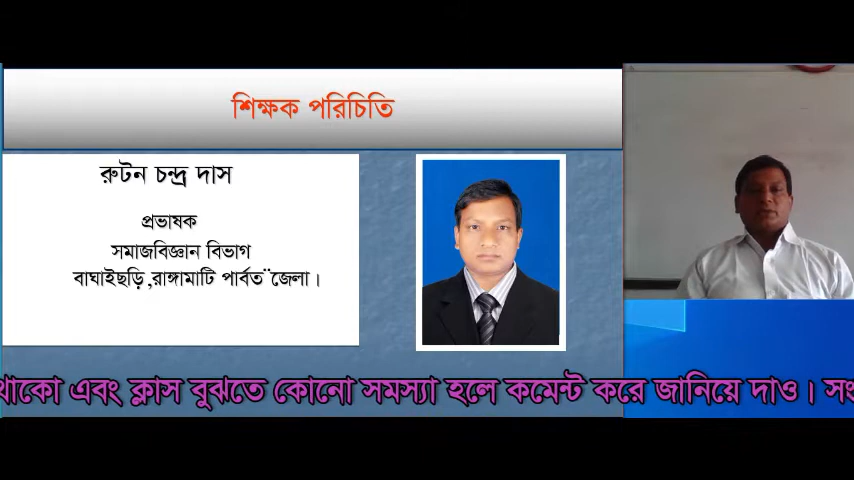 শিক্ষক পরিচিতি
রুটন চন্দ্র দাস
প্রভাষক
সমাজবিজ্ঞান বিভাগ
বাঘাইছড়ি,রাঙ্গামাটি পার্বত¨জেলা।
থাকো এবং ক্লাস বুঝতে কোনো সমস্যা হলে কমেন্ট করে জানিয়ে দাও।